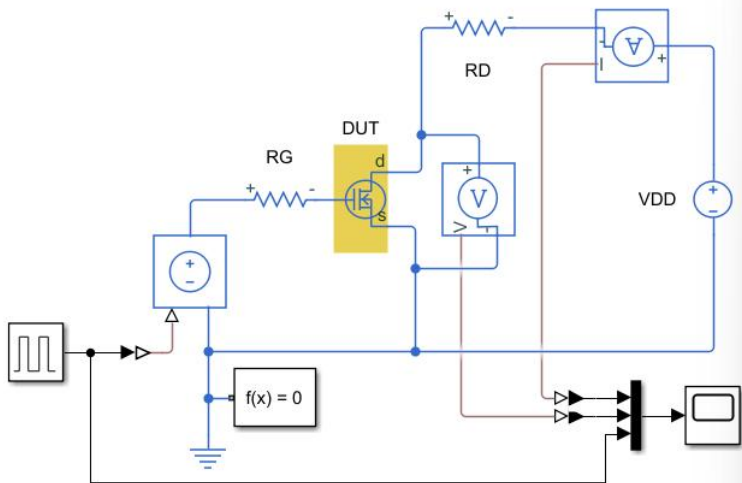 + -
RD
A
- +
I
DUT
RG
d
+ -
s
+
V
V -
VDD
+
-
+
-
f(x) = 0